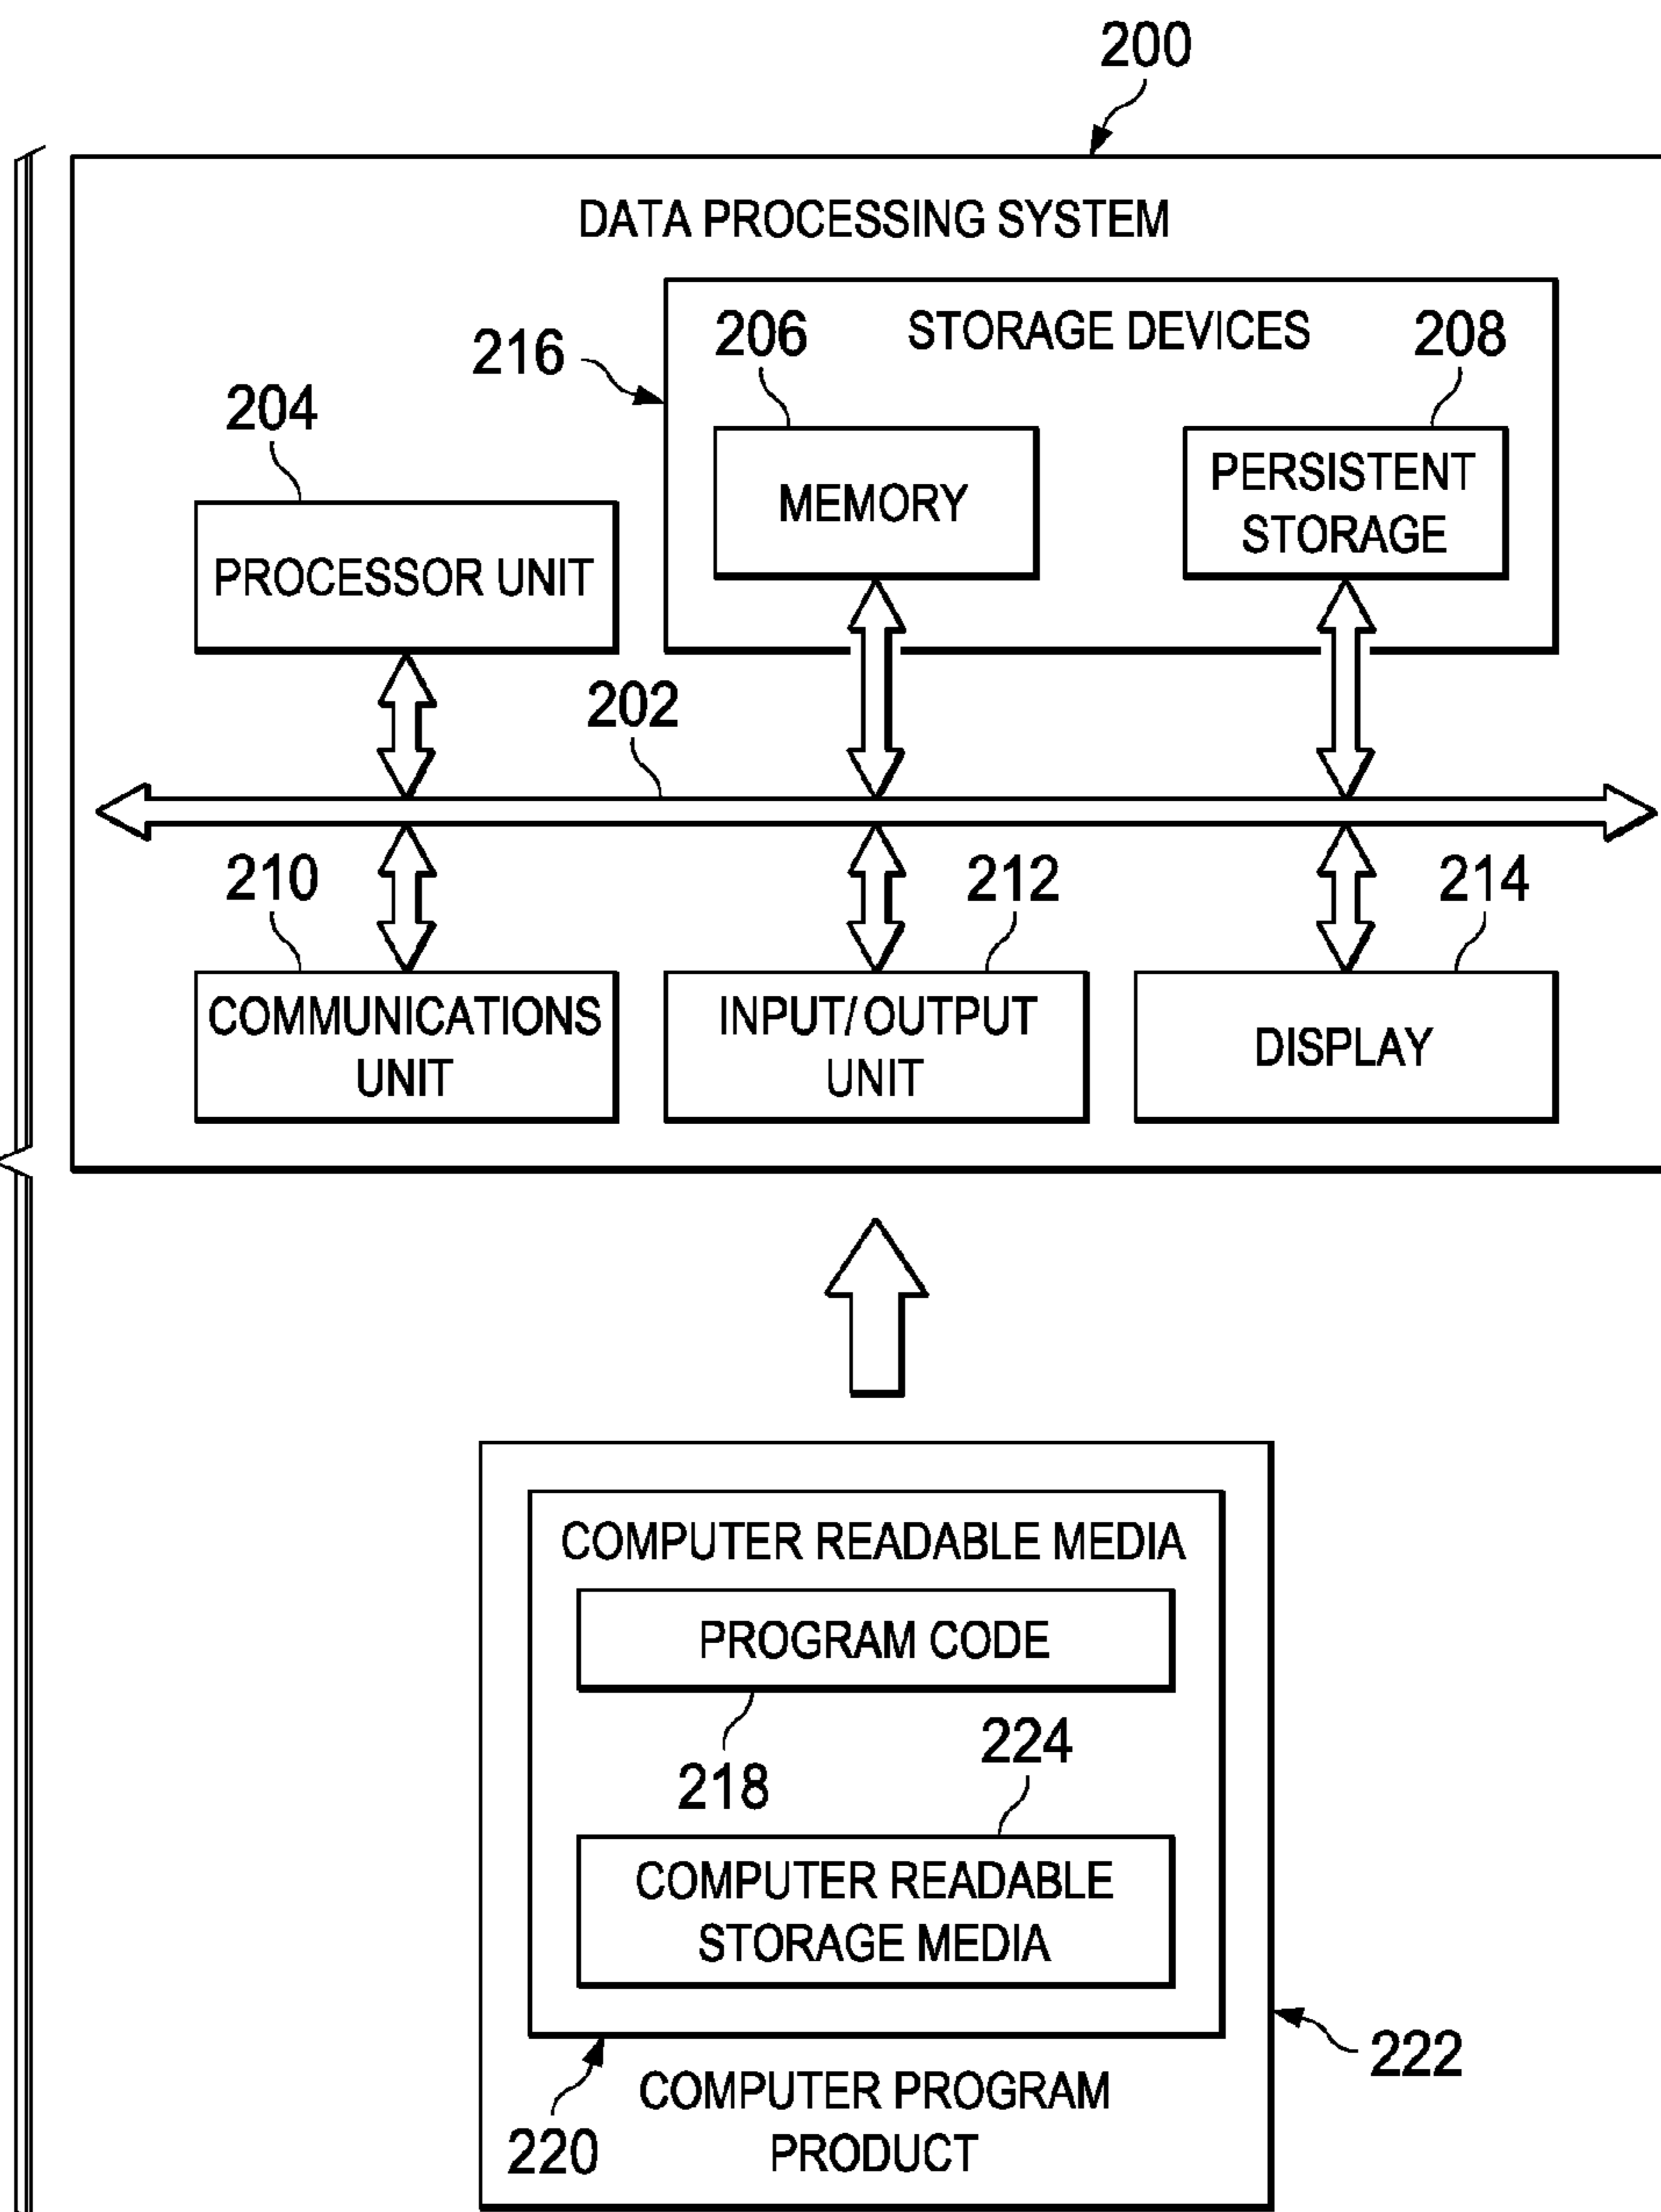 200
DATA PROCESSING SYSTEM
216
206
STORAGE DEVICES
208
204
MEMORY
PERSISTENT
STORAGE
PROCESSOR UNIT
202
210
212
214
COMMUNICATIONS
UNIT
INPUT/OUTPUT
UNIT
DISPLAY
COMPUTER READABLE MEDIA
PROGRAM CODE
218
224
COMPUTER READABLE
STORAGE MEDIA
222
220
COMPUTER PROGRAM
PRODUCT